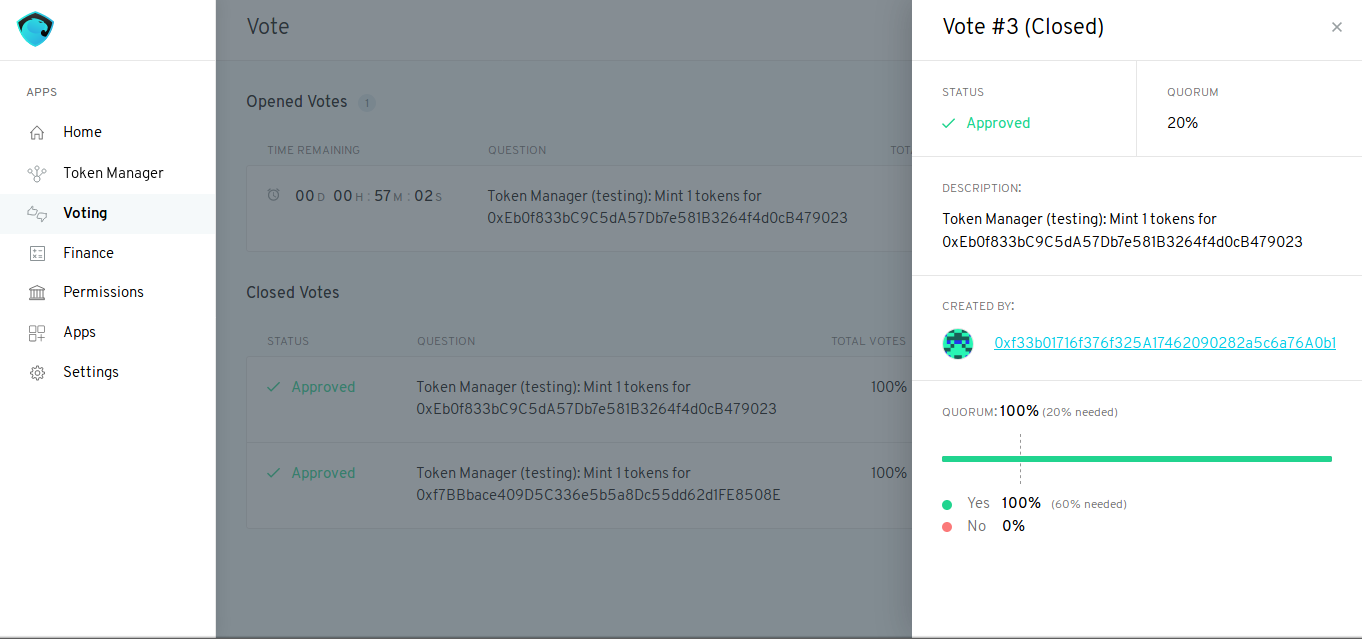 APPS
Home
Token Manager
Voting
Finance
Permissions
Apps
Settings
Vote
Opened Votes 1
TIME REMAINING QUESTION TOTA
00 D 00 H : 57 M : 02 S Token Manager (testing): Mint 1 tokens for
0xEb0f833bC9C5dA57Db7e581B3264f4d0cB479023
Closed Votes
STATUS QUESTION TOTAL VOTES
Approved Token Manager (testing): Mint 1 tokens for 100%
0xEb0f833bC9C5dA57Db7e581B3264f4d0cB479023
Approved Token Manager (testing): Mint 1 tokens for 100%
0xf7BBbace409D5C336e5b5a8Dc55dd62d1FE8508E
Vote #3 (Closed) ×
STATUS QUORUM
Approved 20%
DESCRIPTION:
Token Manager (testing): Mint 1 tokens for
0xEb0f833bC9C5dA57Db7e581B3264f4d0cB479023
CREATED BY:
0xf33b01716f376f325A17462090282a5c6a76A0b1
QUORUM: 100% (20% needed)
Yes 100% (60% needed)
No 0%